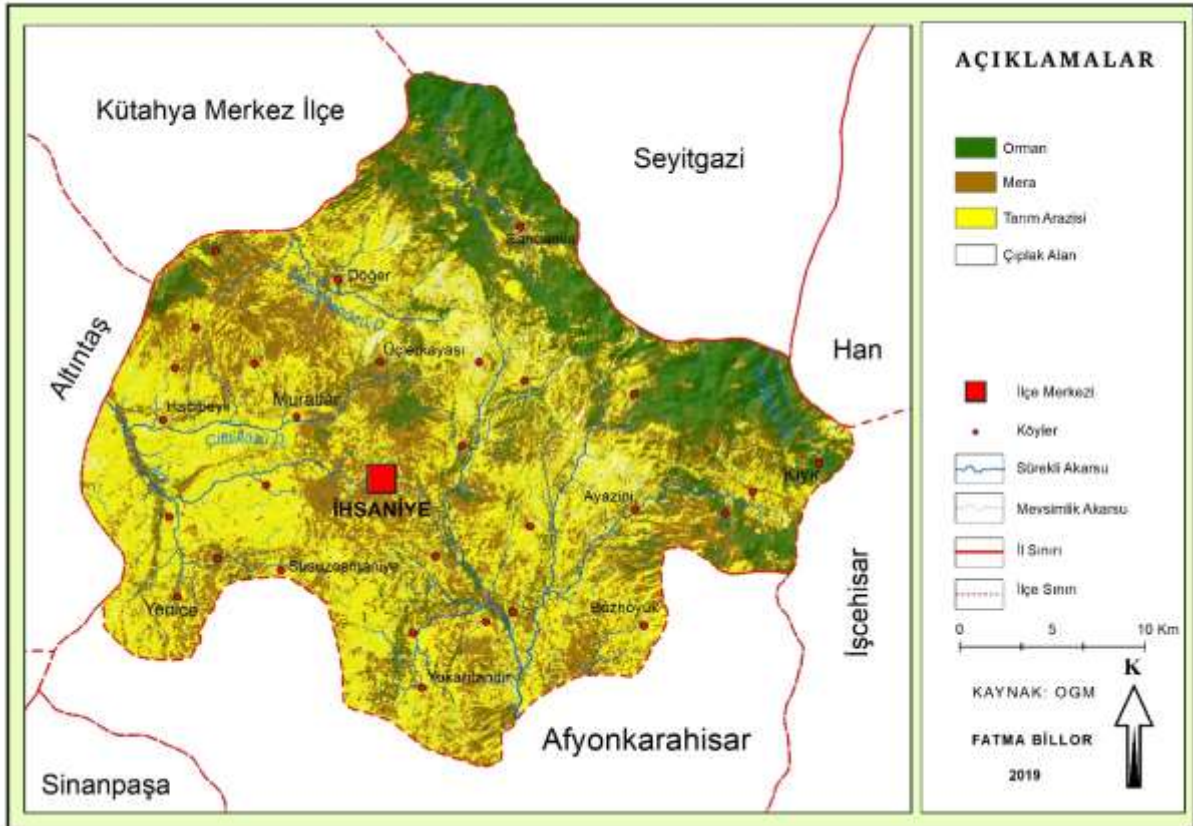 Kütahya Merkez İlçe
Seyitgazi
Altıntaş
Han
Döğer
Üçlerkayası
Muratlar
İHSANİYE
Ayazini
Kıyır
Susuzosmaniye
Yenice
Bozhöyük
İşcehisar
Afyonkarahisar
Sinanpaşa
AÇIKLAMALAR
Orman
Mera
Tarım Arazisi
Çıplak Alan
İlçe Merkezi
Köyler
Sürekli Akarsu
Mevsimlik Akarsu
İl Sınırı
İlçe Sınırı
0 5 10 Km
K
KAYNAK: OGM
FATMA BİLLOR
2019